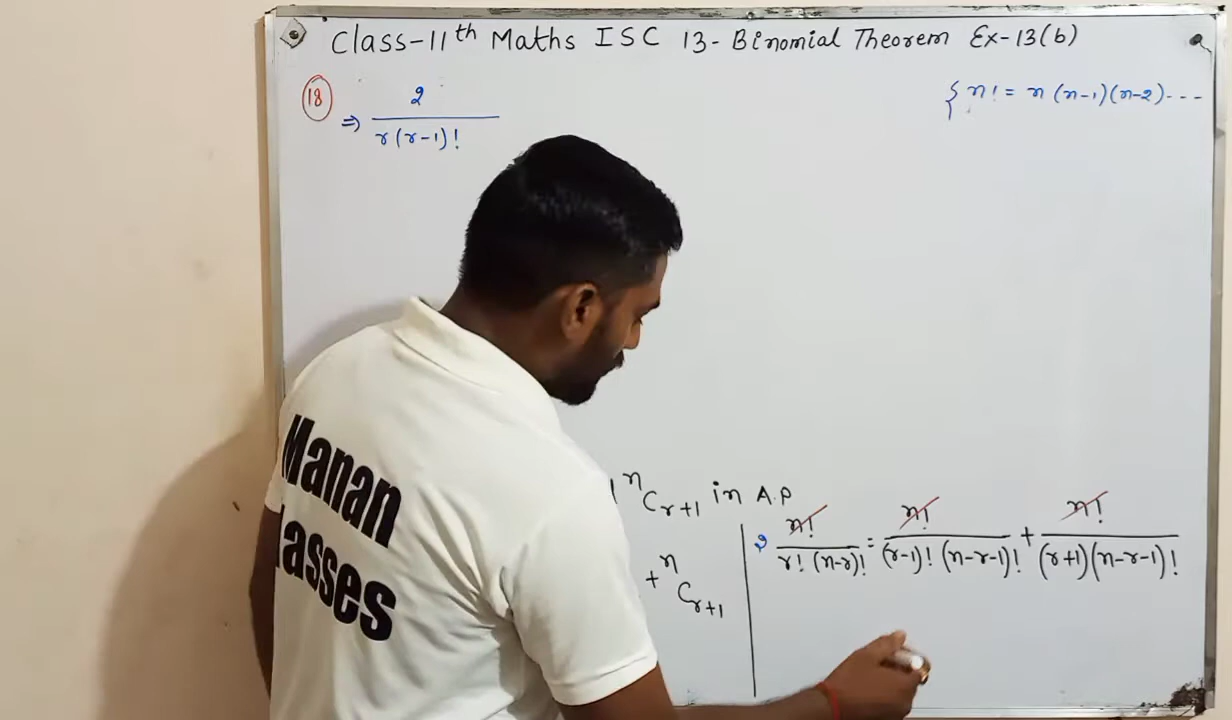 Class-11th Maths ISC 13- Binomial Theorem Ex-13(b)
18 ⇒ 2 / r(r-1)!
{ n! = n(n-1)(n-2)----
nCr+1 in A.P
+ nCr+1
2 n! / r!(n-r)! = n! / (r-1)!(n-r-1)! + n! / (r+1)(n-r-1)!
Manan
lasses